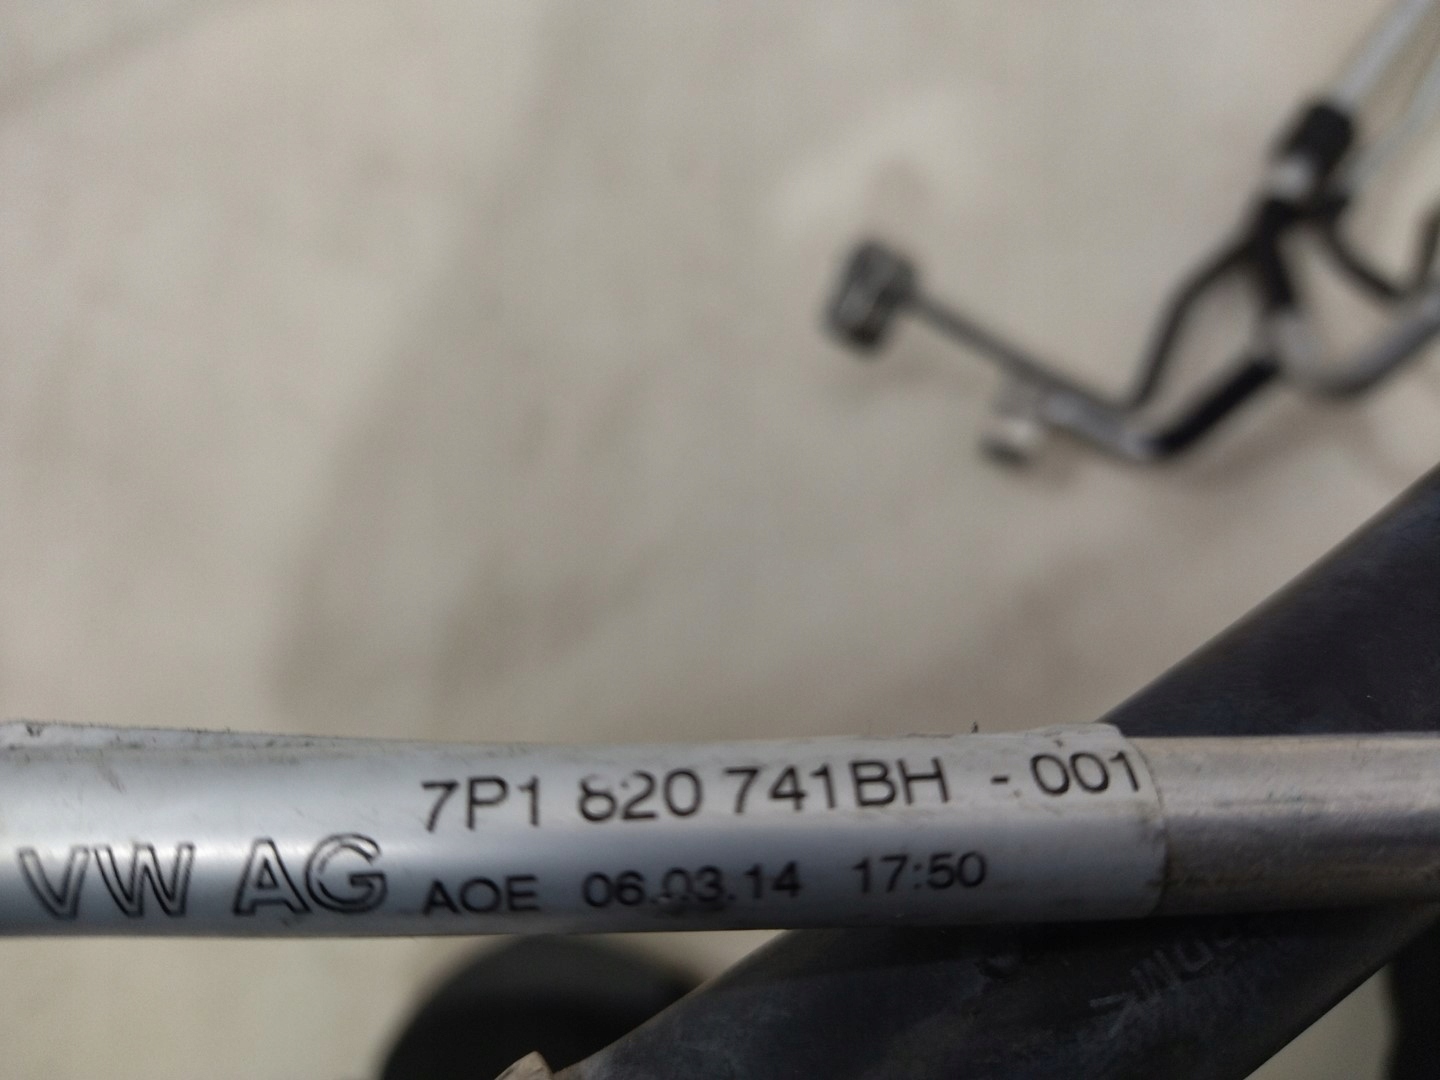 7P1 820 741BH - 001
VW AG AOE 06.03.14 17:50